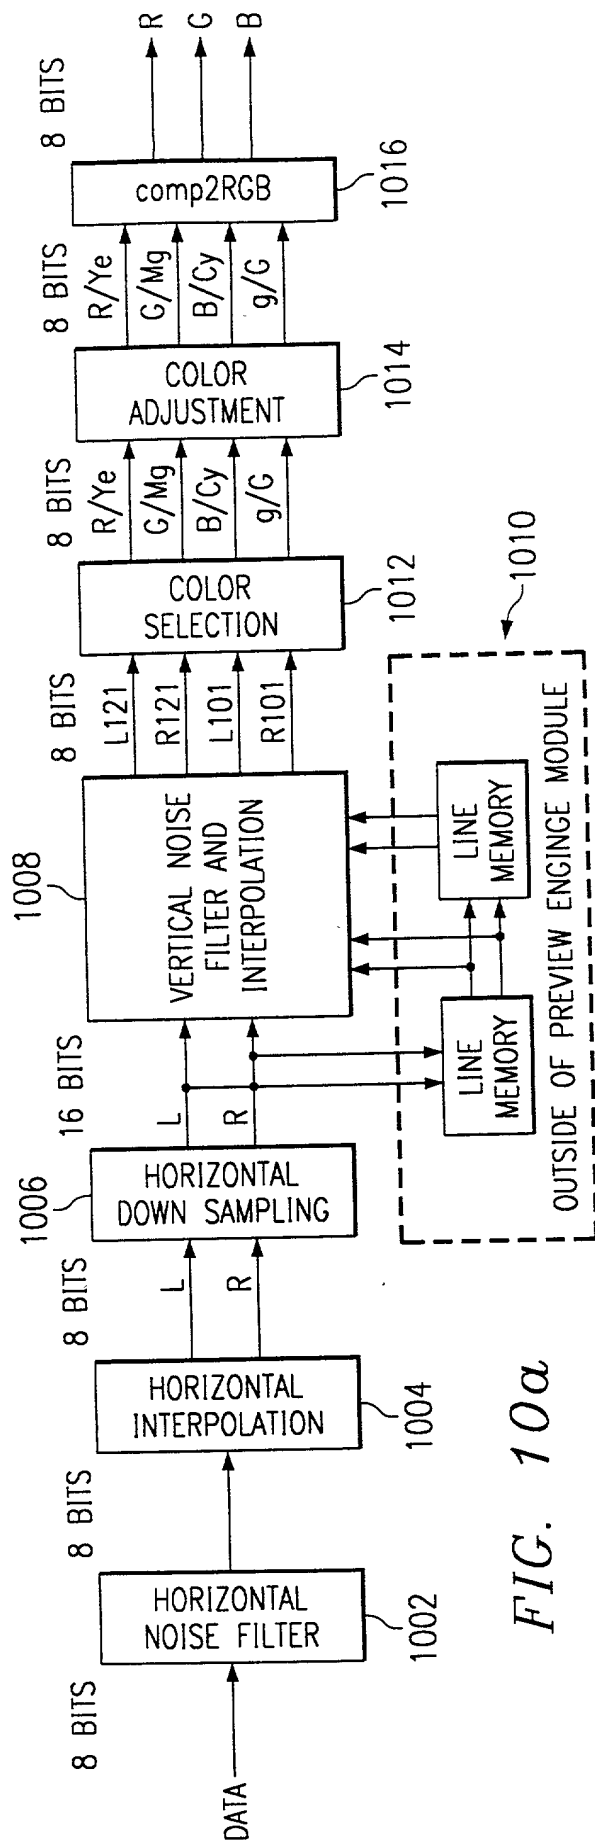 DATA
8 BITS
HORIZONTAL
NOISE FILTER
1002
8 BITS
HORIZONTAL
INTERPOLATION
1004
8 BITS
L
R
1006
HORIZONTAL
DOWN SAMPLING
16 BITS
L
R
1008
VERTICAL NOISE
FILTER AND
INTERPOLATION
LINE
MEMORY
LINE
MEMORY
OUTSIDE OF PREVIEW ENGINGE MODULE
1010
8 BITS
L121
R121
L101
R101
COLOR
SELECTION
1012
8 BITS
R/Ye
G/Mg
B/Cy
g/G
COLOR
ADJUSTMENT
1014
8 BITS
R/Ye
G/Mg
B/Cy
g/G
comp2RGB
1016
8 BITS
R
G
B
FIG. 10a